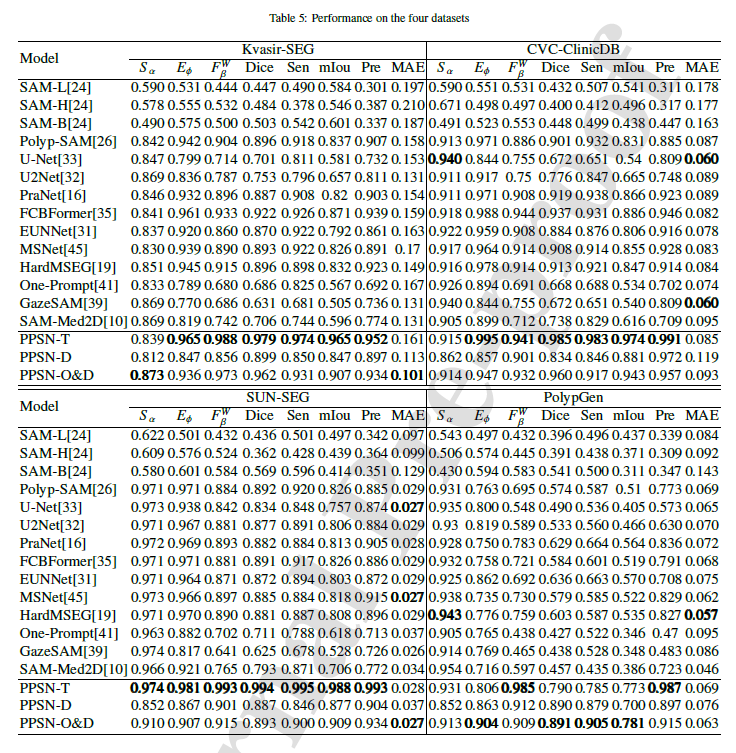 Table 5: Performance on the four datasets
Model Kvasir-SEG CVC-ClinicDB
Sα Eϕ FβW Dice Sen mIou Pre MAE Sα Eϕ FβW Dice Sen mIou Pre MAE
SAM-L[24] 0.590 0.531 0.444 0.447 0.490 0.584 0.301 0.197 0.590 0.551 0.531 0.432 0.507 0.541 0.311 0.178
SAM-H[24] 0.578 0.555 0.532 0.484 0.378 0.546 0.387 0.210 0.671 0.498 0.497 0.400 0.412 0.496 0.317 0.177
SAM-B[24] 0.490 0.575 0.500 0.503 0.542 0.601 0.337 0.187 0.491 0.523 0.553 0.448 0.499 0.438 0.447 0.163
Polyp-SAM[26] 0.842 0.942 0.904 0.896 0.918 0.837 0.907 0.158 0.913 0.971 0.886 0.901 0.932 0.831 0.885 0.087
U-Net[33] 0.847 0.799 0.714 0.701 0.811 0.581 0.732 0.153 0.940 0.844 0.755 0.672 0.651 0.54 0.809 0.060
U2Net[32] 0.869 0.836 0.787 0.753 0.796 0.657 0.811 0.131 0.911 0.917 0.75 0.776 0.847 0.665 0.748 0.089
PraNet[16] 0.846 0.932 0.896 0.887 0.908 0.82 0.903 0.154 0.911 0.971 0.908 0.919 0.938 0.866 0.923 0.089
FCBFormer[35] 0.841 0.961 0.933 0.922 0.926 0.871 0.939 0.159 0.918 0.988 0.944 0.937 0.931 0.886 0.946 0.082
EUNNet[31] 0.837 0.920 0.860 0.870 0.922 0.792 0.861 0.163 0.922 0.959 0.908 0.884 0.876 0.806 0.916 0.078
MSNet[45] 0.830 0.939 0.890 0.893 0.922 0.826 0.891 0.17 0.917 0.964 0.914 0.908 0.914 0.855 0.928 0.083
HardMSEG[19] 0.851 0.945 0.915 0.896 0.898 0.832 0.923 0.149 0.916 0.978 0.914 0.913 0.921 0.847 0.914 0.084
One-Prompt[41] 0.833 0.789 0.680 0.686 0.825 0.567 0.692 0.167 0.926 0.894 0.691 0.668 0.688 0.534 0.702 0.074
GazeSAM[39] 0.869 0.770 0.686 0.631 0.681 0.505 0.736 0.131 0.940 0.844 0.755 0.672 0.651 0.540 0.809 0.060
SAM-Med2D[10] 0.869 0.819 0.742 0.706 0.744 0.596 0.774 0.131 0.905 0.899 0.712 0.738 0.829 0.616 0.709 0.095
PPSN-T 0.839 0.965 0.988 0.979 0.974 0.965 0.952 0.161 0.915 0.995 0.941 0.985 0.983 0.974 0.991 0.085
PPSN-D 0.812 0.847 0.856 0.899 0.850 0.847 0.897 0.113 0.862 0.857 0.901 0.834 0.846 0.881 0.972 0.119
PPSN-O&D 0.873 0.936 0.973 0.962 0.931 0.907 0.934 0.101 0.914 0.947 0.932 0.960 0.917 0.943 0.957 0.093
Model SUN-SEG PolypGen
Sα Eϕ FβW Dice Sen mIou Pre MAE Sα Eϕ FβW Dice Sen mIou Pre MAE
SAM-L[24] 0.622 0.501 0.432 0.436 0.501 0.497 0.342 0.097 0.543 0.497 0.432 0.396 0.496 0.437 0.339 0.084
SAM-H[24] 0.609 0.576 0.524 0.362 0.428 0.439 0.364 0.092 0.506 0.574 0.445 0.391 0.438 0.371 0.309 0.092
SAM-B[24] 0.580 0.601 0.584 0.569 0.596 0.414 0.351 0.129 0.430 0.594 0.583 0.541 0.500 0.311 0.347 0.143
Polyp-SAM[26] 0.971 0.971 0.884 0.892 0.920 0.826 0.885 0.029 0.931 0.763 0.695 0.574 0.587 0.51 0.773 0.069
U-Net[33] 0.973 0.938 0.842 0.834 0.848 0.757 0.874 0.027 0.935 0.800 0.548 0.490 0.536 0.405 0.573 0.065
U2Net[32] 0.971 0.967 0.881 0.877 0.891 0.806 0.884 0.029 0.93 0.819 0.589 0.533 0.560 0.466 0.630 0.070
PraNet[16] 0.972 0.969 0.893 0.882 0.884 0.813 0.905 0.028 0.928 0.750 0.783 0.629 0.664 0.564 0.836 0.072
FCBFormer[35] 0.971 0.971 0.881 0.891 0.917 0.826 0.886 0.029 0.932 0.758 0.721 0.584 0.601 0.519 0.791 0.068
EUNNet[31] 0.971 0.964 0.871 0.872 0.894 0.803 0.872 0.029 0.925 0.862 0.692 0.636 0.663 0.570 0.708 0.075
MSNet[45] 0.973 0.966 0.897 0.885 0.884 0.818 0.915 0.027 0.938 0.735 0.730 0.579 0.585 0.522 0.829 0.062
HardMSEG[19] 0.971 0.970 0.890 0.881 0.887 0.808 0.896 0.029 0.943 0.776 0.759 0.603 0.587 0.535 0.827 0.057
One-Prompt[41] 0.963 0.882 0.702 0.711 0.788 0.618 0.713 0.037 0.905 0.765 0.438 0.427 0.522 0.346 0.47 0.095
GazeSAM[39] 0.974 0.817 0.641 0.625 0.678 0.528 0.726 0.026 0.914 0.769 0.465 0.428 0.528 0.348 0.483 0.086
SAM-Med2D[10] 0.966 0.921 0.765 0.793 0.871 0.706 0.772 0.034 0.954 0.716 0.597 0.457 0.435 0.386 0.723 0.046
PPSN-T 0.974 0.981 0.993 0.994 0.995 0.988 0.993 0.028 0.931 0.806 0.985 0.790 0.785 0.773 0.987 0.069
PPSN-D 0.852 0.867 0.901 0.887 0.846 0.877 0.904 0.037 0.852 0.863 0.912 0.890 0.879 0.700 0.897 0.076
PPSN-O&D 0.910 0.907 0.915 0.893 0.900 0.909 0.934 0.027 0.913 0.904 0.909 0.891 0.905 0.781 0.915 0.063